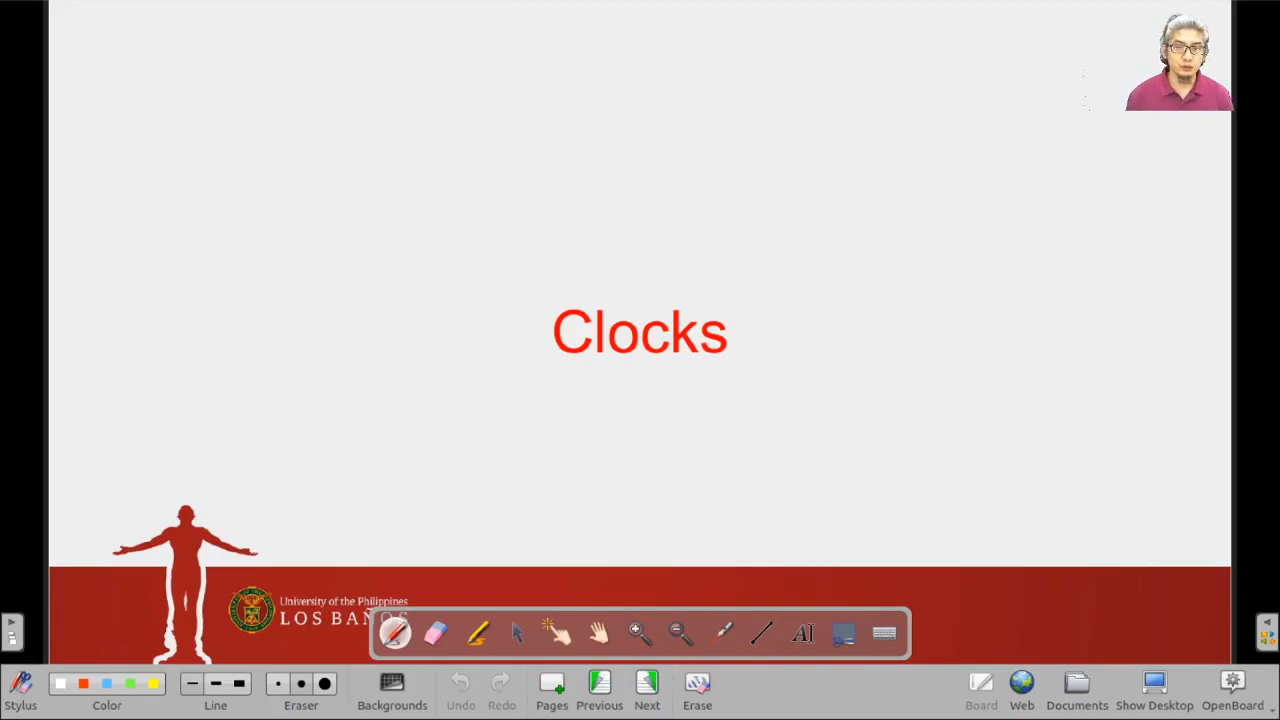 Clocks
University of the Philippines
LOS BAÑOS
Stylus
Color
Line
Eraser
Backgrounds
Undo
Redo
Pages
Previous
Next
Erase
Board
Web
Documents
Show Desktop
OpenBoard